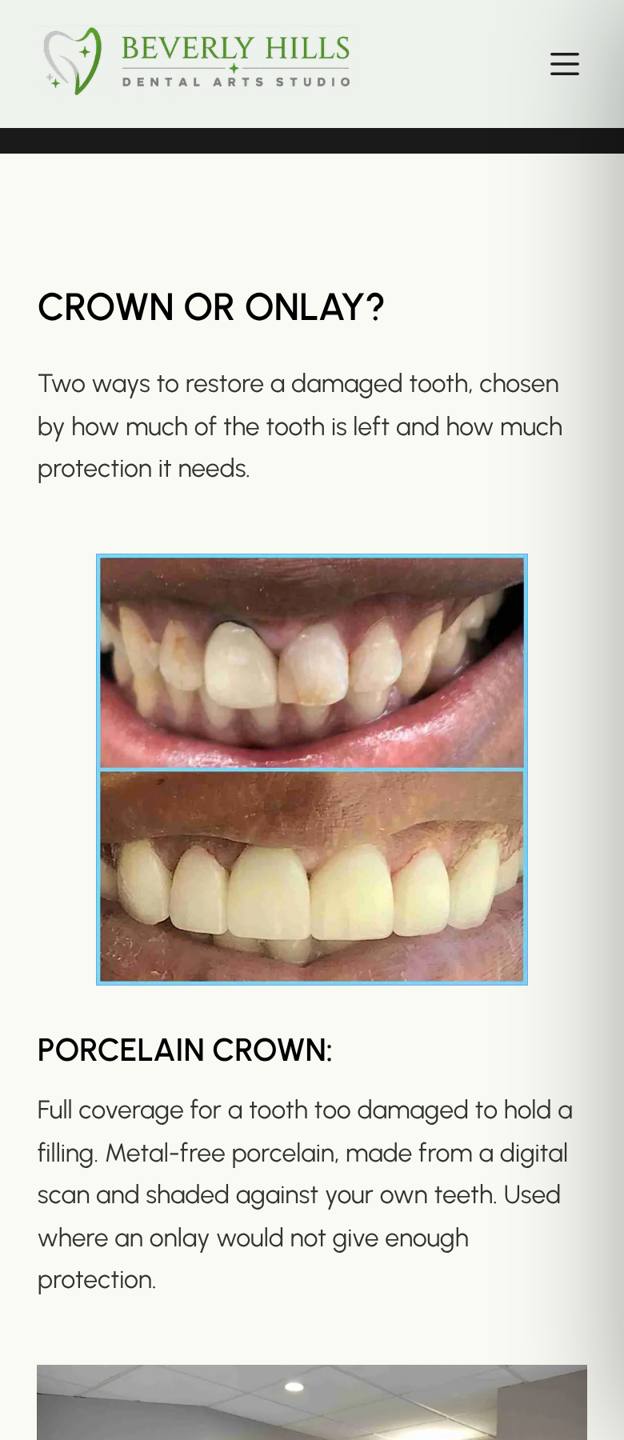 BEVERLY HILLS
DENTAL ARTS STUDIO
CROWN OR ONLAY?
Two ways to restore a damaged tooth, chosen
by how much of the tooth is left and how much
protection it needs.
PORCELAIN CROWN:
Full coverage for a tooth too damaged to hold a
filling. Metal-free porcelain, made from a digital
scan and shaded against your own teeth. Used
where an onlay would not give enough
protection.